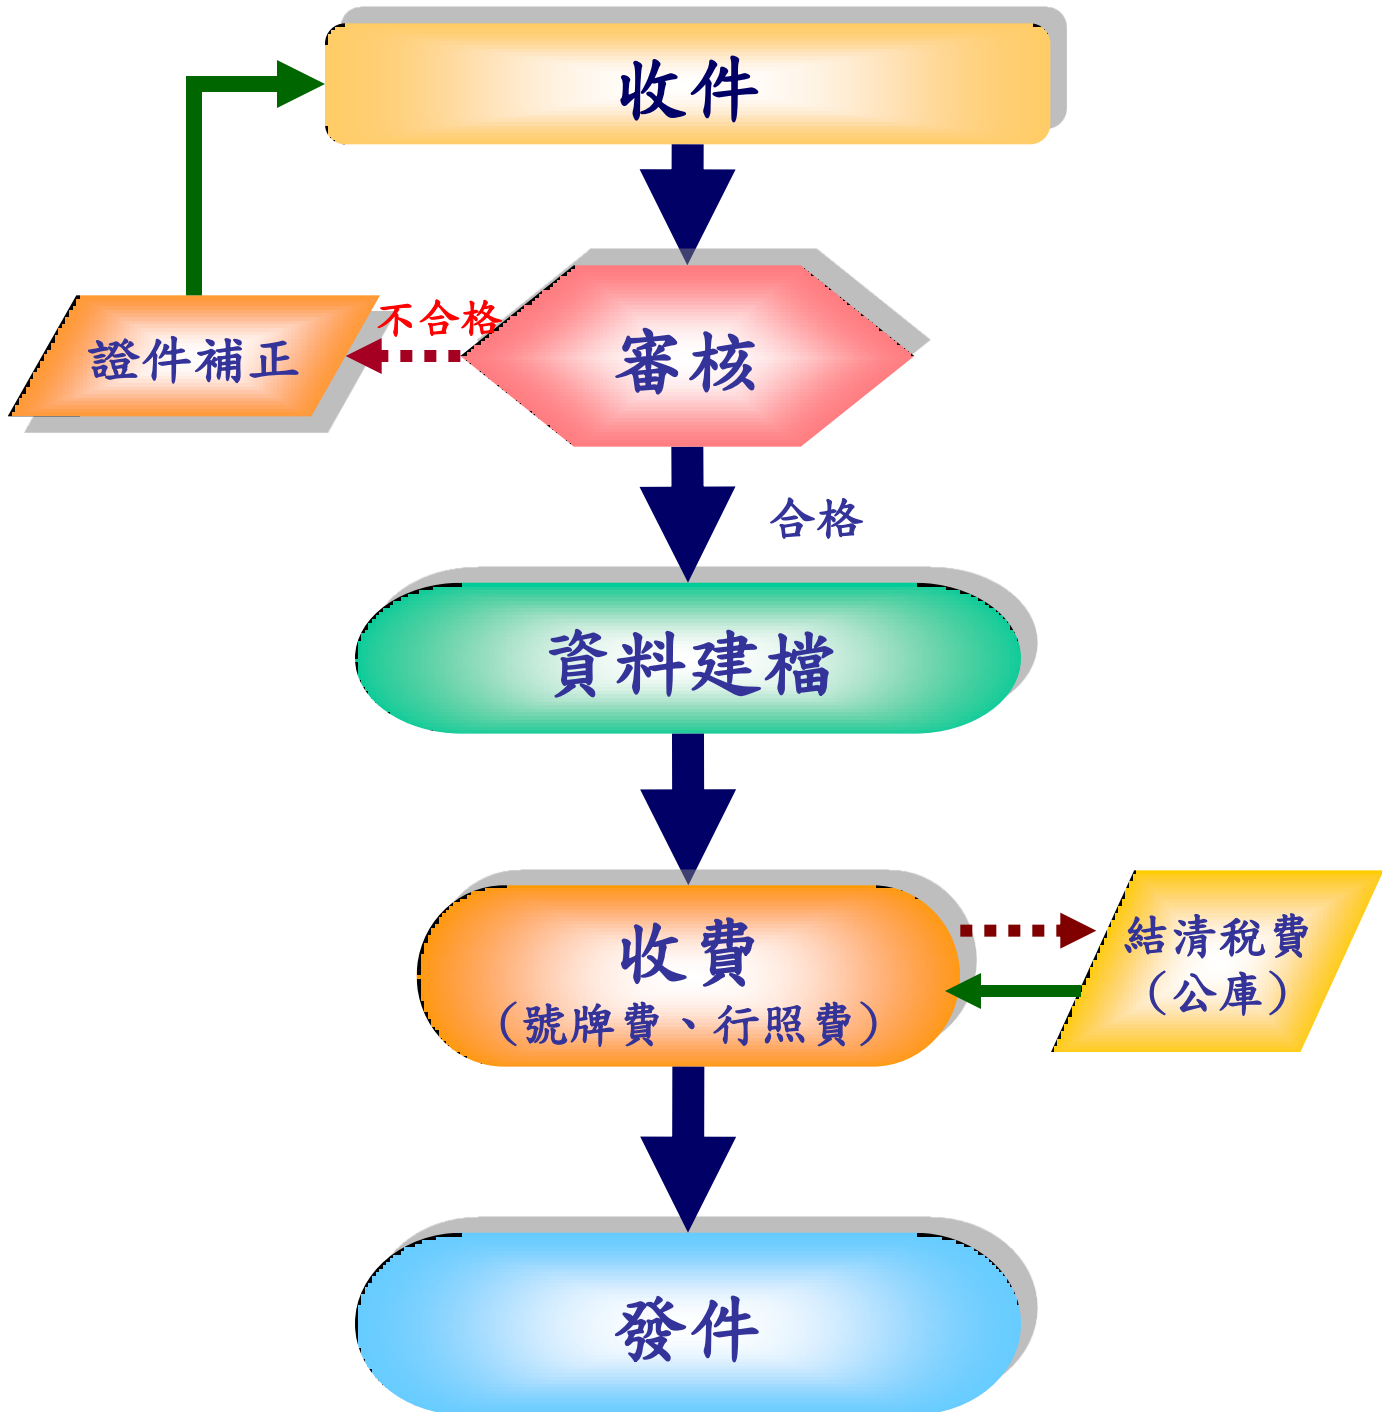 收件
不合格
證件補正
審核
合格
資料建檔
收費
（號牌費、行照費）
結清稅費
（公庫）
發件